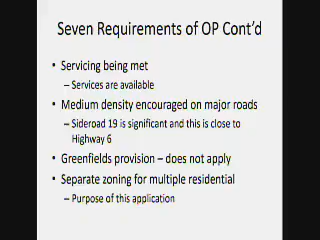 Seven Requirements of OP Cont'd
• Servicing being met
– Services are available
• Medium density encouraged on major roads
– Sideroad 19 is significant and this is close to
Highway 6
• Greenfields provision – does not apply
• Separate zoning for multiple residential
– Purpose of this application